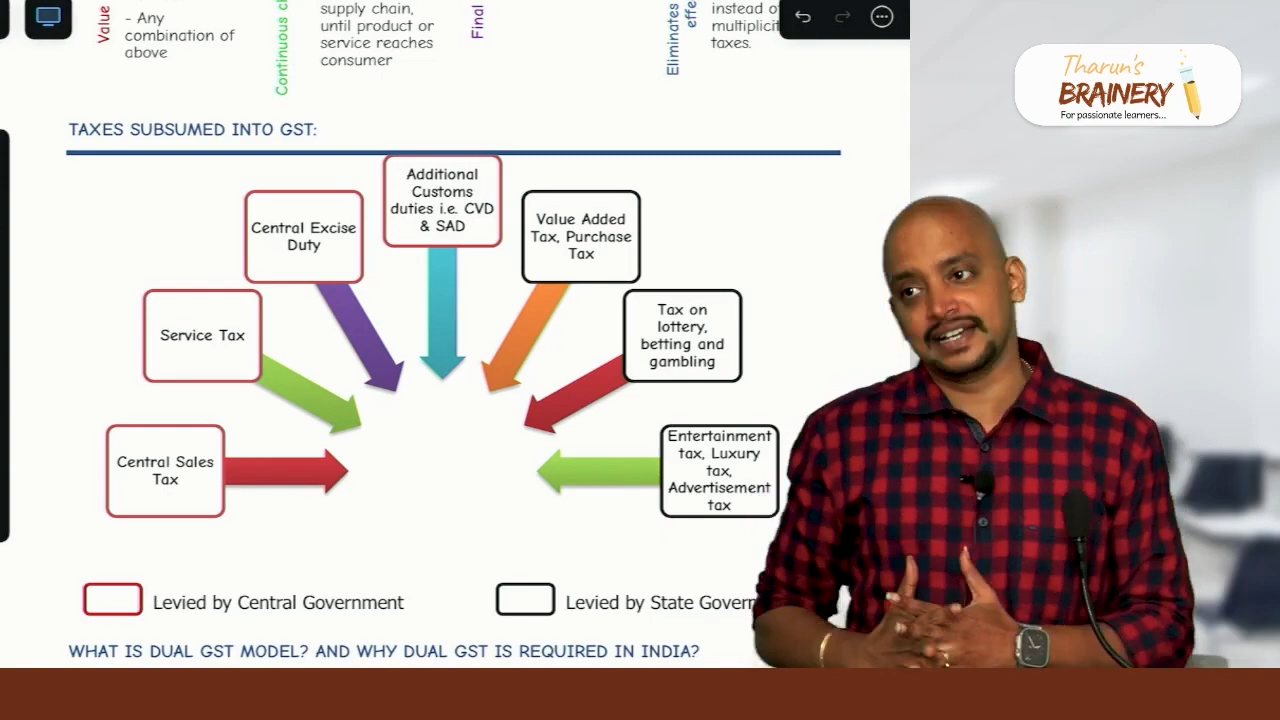 Value
- Any
combination of
above
Continuous
supply chain,
until product or
service reaches
consumer
Final
Eliminates
instead of
taxes.
Tharun's
BRAINERY
For passionate learners...
TAXES SUBSUMED INTO GST:
Additional
Customs
duties i.e. CVD
& SAD
Central Excise
Duty
Value Added
Tax, Purchase
Tax
Service Tax
Tax on
lottery,
betting and
gambling
Central Sales
Tax
Entertainment
tax, Luxury
tax,
Advertisement
tax
Levied by Central Government
Levied by State
WHAT IS DUAL GST MODEL? AND WHY DUAL GST IS REQUIRED IN INDIA?